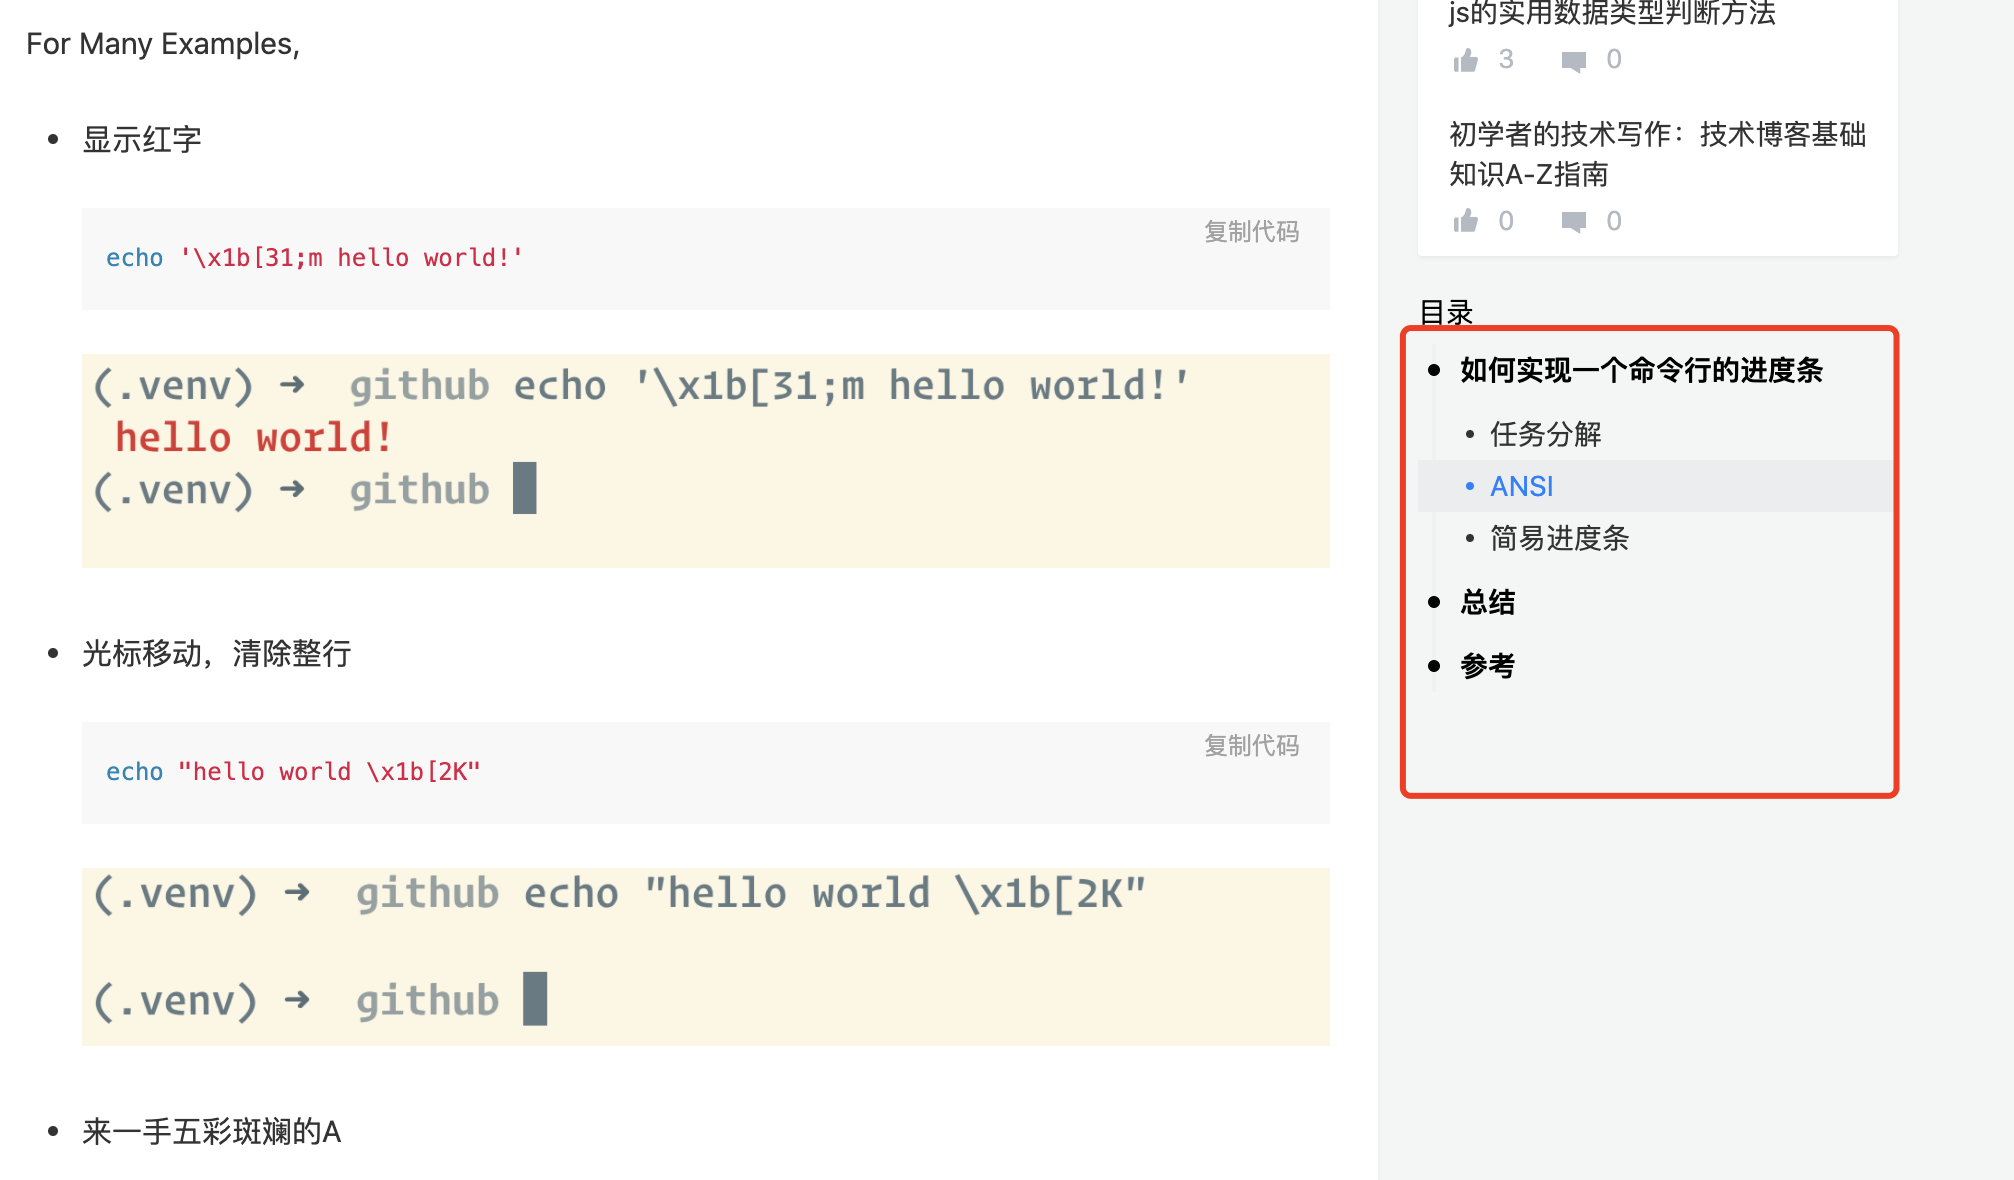 For Many Examples,
显示红字
复制代码
echo '\x1b[31;m hello world!'
(.venv) ➜ github echo '\x1b[31;m hello world!'
hello world!
(.venv) ➜ github
光标移动，清除整行
复制代码
echo "hello world \x1b[2K"
(.venv) ➜ github echo "hello world \x1b[2K"
(.venv) ➜ github
来一手五彩斑斓的A
js的实用数据类型判断方法
3 0
初学者的技术写作：技术博客基础
知识A-Z指南
0 0
目录
如何实现一个命令行的进度条
任务分解
ANSI
简易进度条
总结
参考